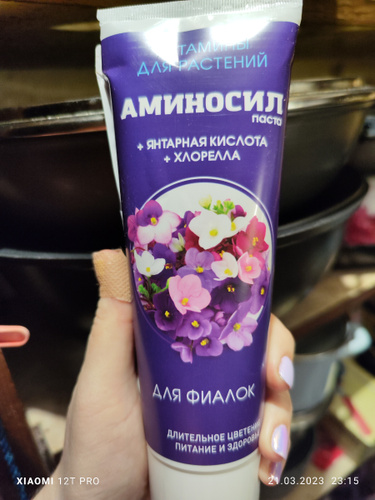 ВИТАМИНЫ
ДЛЯ РАСТЕНИЙ
АМИНОСИЛ
паста
+ ЯНТАРНАЯ КИСЛОТА
+ ХЛОРЕЛЛА
ДЛЯ ФИАЛОК
ДЛИТЕЛЬНОЕ ЦВЕТЕНИЕ
ПИТАНИЕ И ЗДОРОВЬЕ
XIAOMI 12T PRO
21.03.2023 23:15